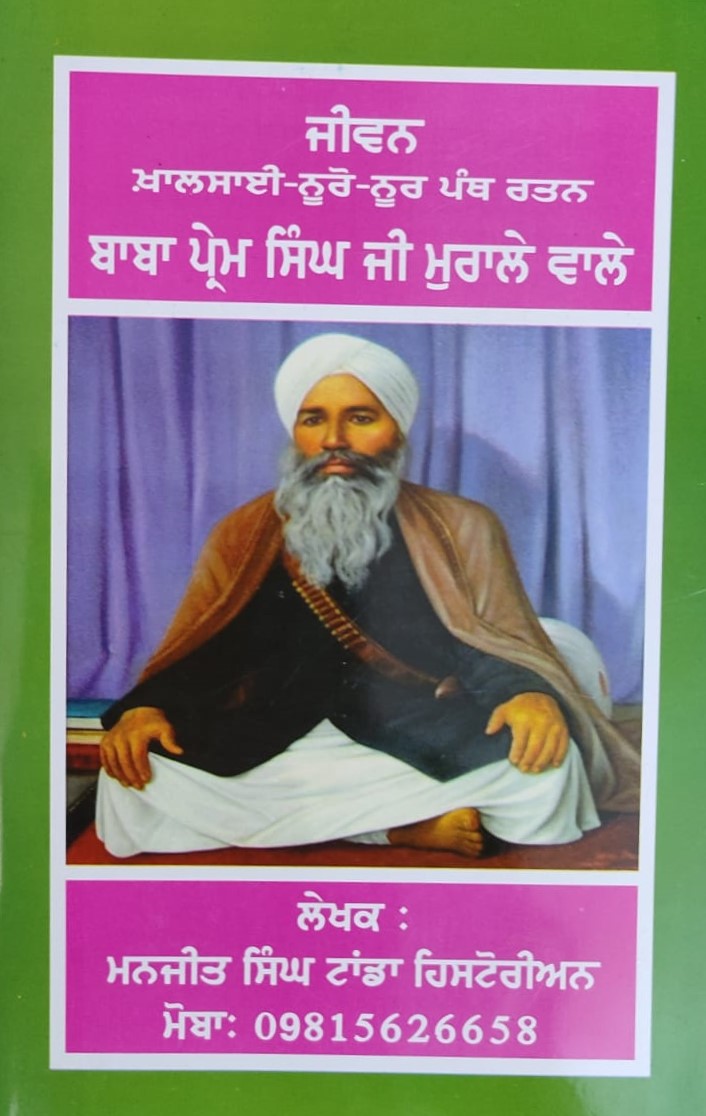 ਜੀਵਨ
ਖ਼ਾਲਸਾਈ-ਨੂਰੋ-ਨੂਰ ਪੰਥ ਰਤਨ
ਬਾਬਾ ਪ੍ਰੇਮ ਸਿੰਘ ਜੀ ਮੁਰਾਲੇ ਵਾਲੇ
ਲੇਖਕ :
ਮਨਜੀਤ ਸਿੰਘ ਟਾਂਡਾ ਹਿਸਟੋਰੀਅਨ
ਮੋਬਾਃ 09815626658